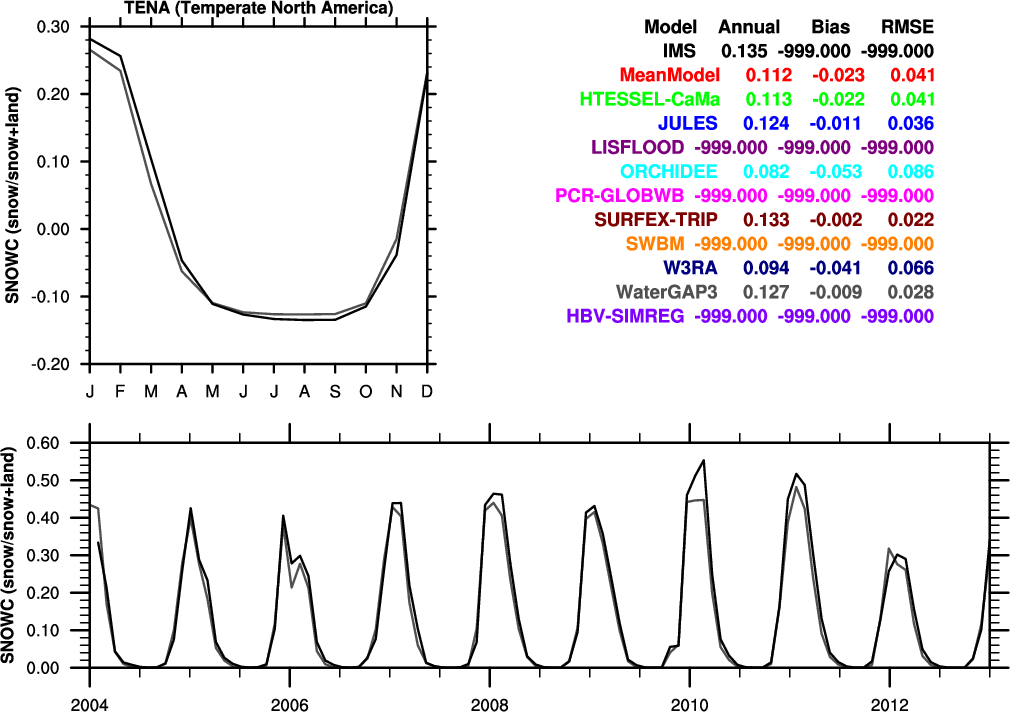 TENA (Temperate North America)
SNOWC (snow/snow+land)
0.30
0.20
0.10
0.00
-0.10
-0.20
J F M A M J J A S O N D
Model Annual Bias RMSE
IMS 0.135 -999.000 -999.000
MeanModel 0.112 -0.023 0.041
HTESSEL-CaMa 0.113 -0.022 0.041
JULES 0.124 -0.011 0.036
LISFLOOD -999.000 -999.000 -999.000
ORCHIDEE 0.082 -0.053 0.086
PCR-GLOBWB -999.000 -999.000 -999.000
SURFEX-TRIP 0.133 -0.002 0.022
SWBM -999.000 -999.000 -999.000
W3RA 0.094 -0.041 0.066
WaterGAP3 0.127 -0.009 0.028
HBV-SIMREG -999.000 -999.000 -999.000
SNOWC (snow/snow+land)
0.60
0.50
0.40
0.30
0.20
0.10
0.00
2004 2006 2008 2010 2012